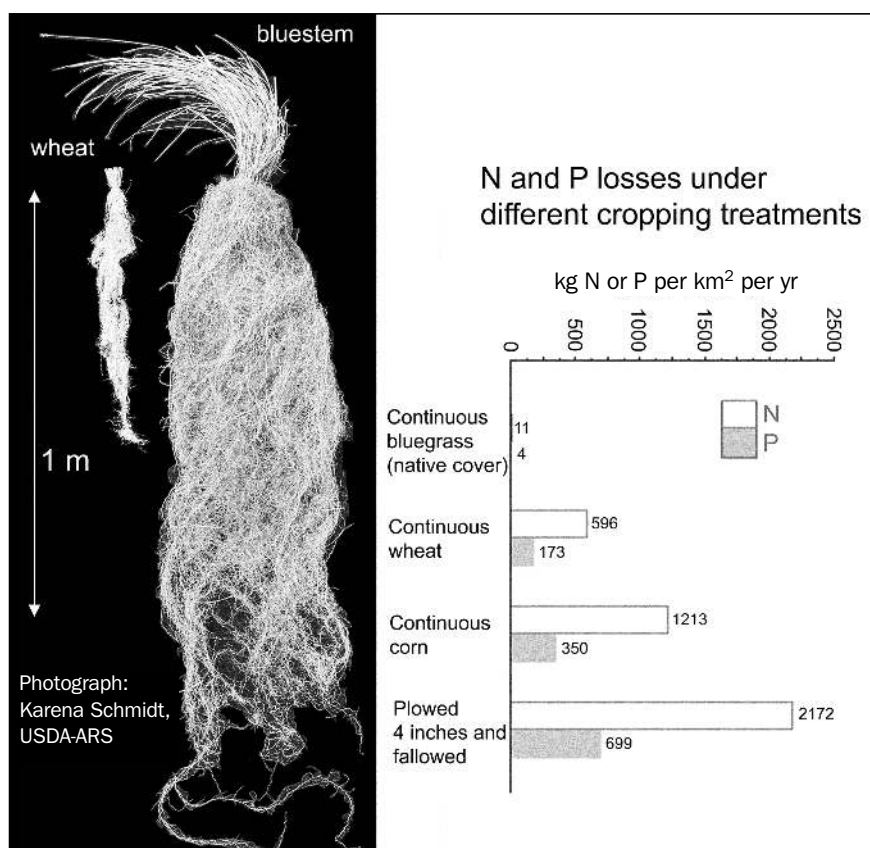 bluestem
wheat
1 m
Photograph:
Karena Schmidt,
USDA-ARS
N and P losses under
different cropping treatments
kg N or P per km² per yr
0
500
1000
1500
2000
2500
N
P
Continuous
bluegrass
(native cover)
11
4
Continuous
wheat
596
173
Continuous
corn
1213
350
Plowed
4 inches and
fallowed
2172
699